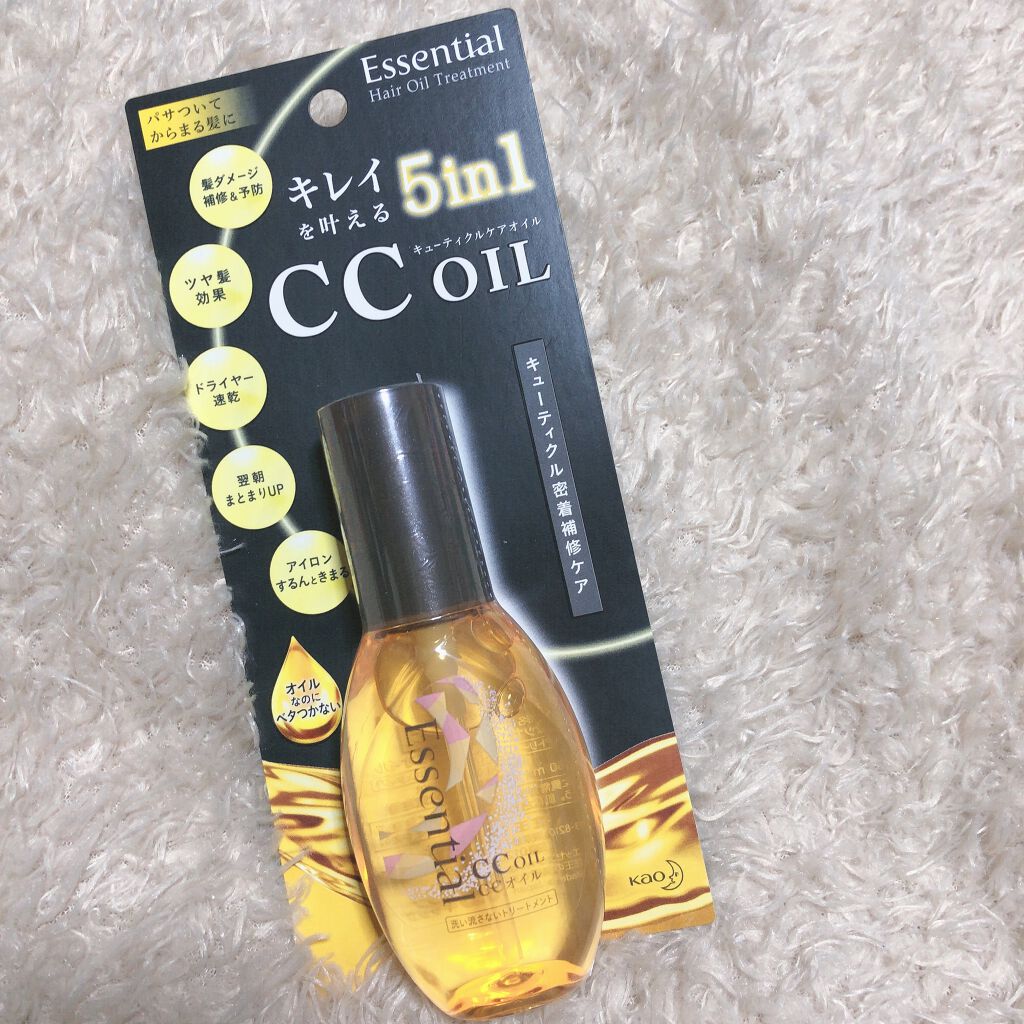 Essential
Hair Oil Treatment
パサついて
からまる髪に
髪ダメージ
補修&予防
キレイ
を叶える
5in1
キューティクルケアオイル
CC OIL
ツヤ髪
効果
ドライヤー
速乾
翌朝
まとまりUP
アイロン
するんときまる
キューティクル密着補修ケア
オイル
なのに
ベタつかない
Essential
CC OIL
CCオイル
洗い流さないトリートメント
Kao